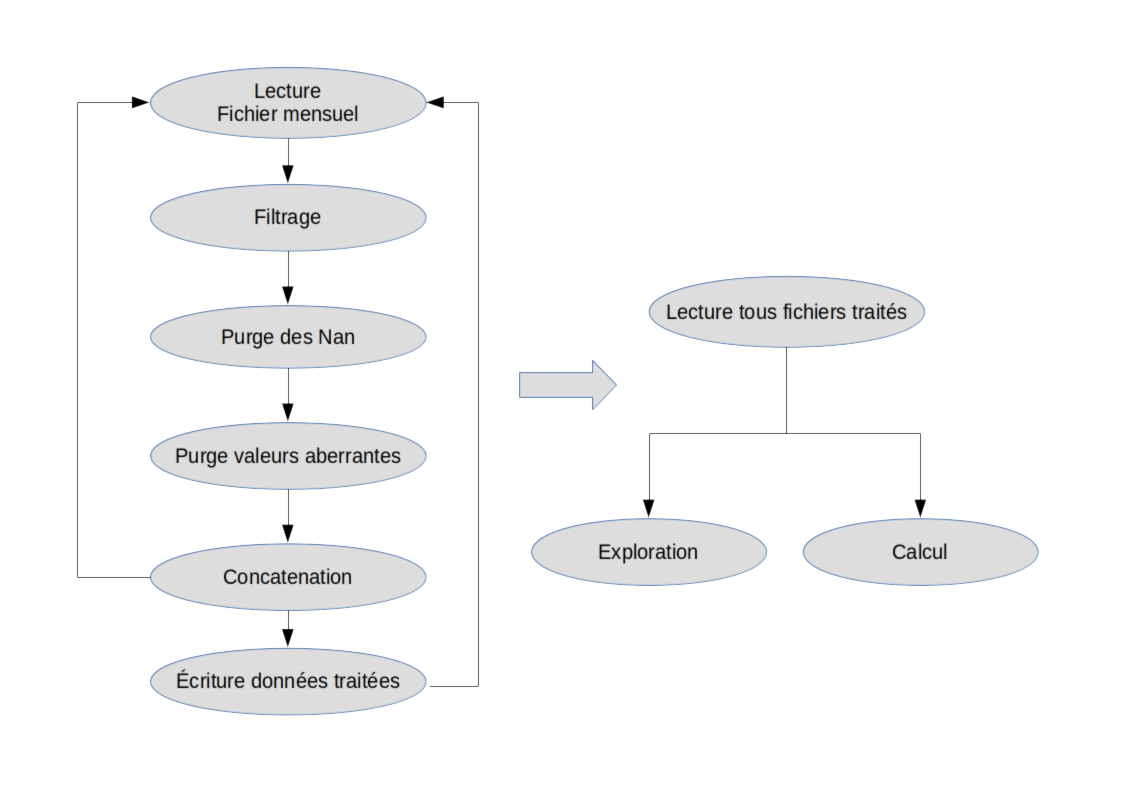 Lecture
Fichier mensuel
Filtrage
Purge des Nan
Purge valeurs aberrantes
Concatenation
Écriture données traitées
Lecture tous fichiers traités
Exploration
Calcul